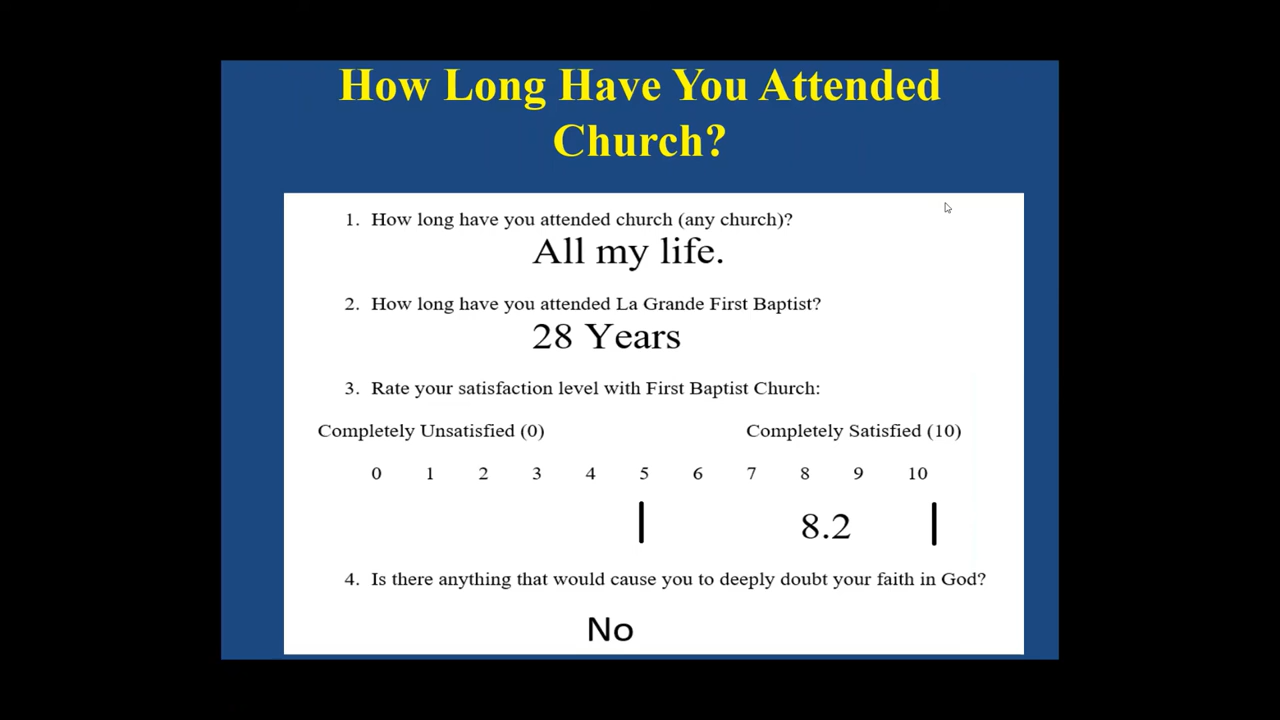 How Long Have You Attended
Church?
1. How long have you attended church (any church)?
All my life.
2. How long have you attended La Grande First Baptist?
28 Years
3. Rate your satisfaction level with First Baptist Church:
Completely Unsatisfied (0) Completely Satisfied (10)
0 1 2 3 4 5 6 7 8 9 10
| 8.2 |
4. Is there anything that would cause you to deeply doubt your faith in God?
No